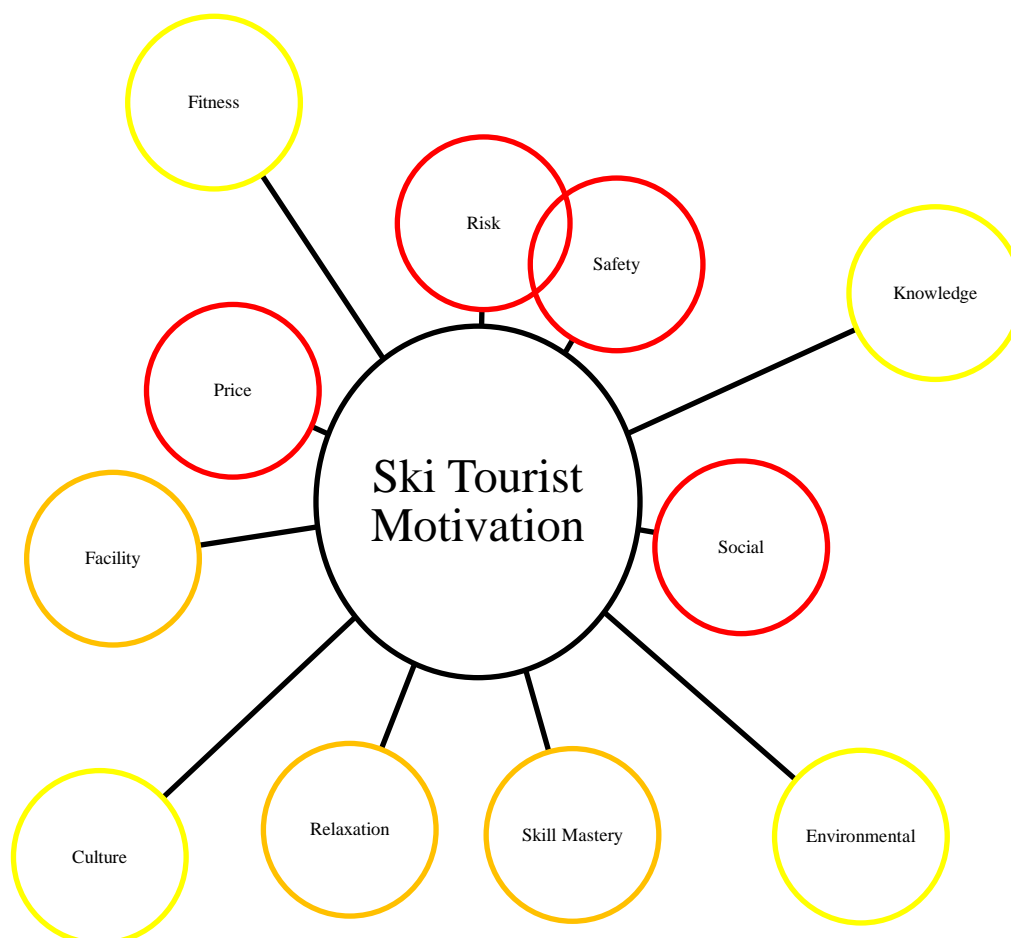 Fitness
Risk
Safety
Knowledge
Price
Ski Tourist
Motivation
Social
Facility
Relaxation
Skill Mastery
Environmental
Culture